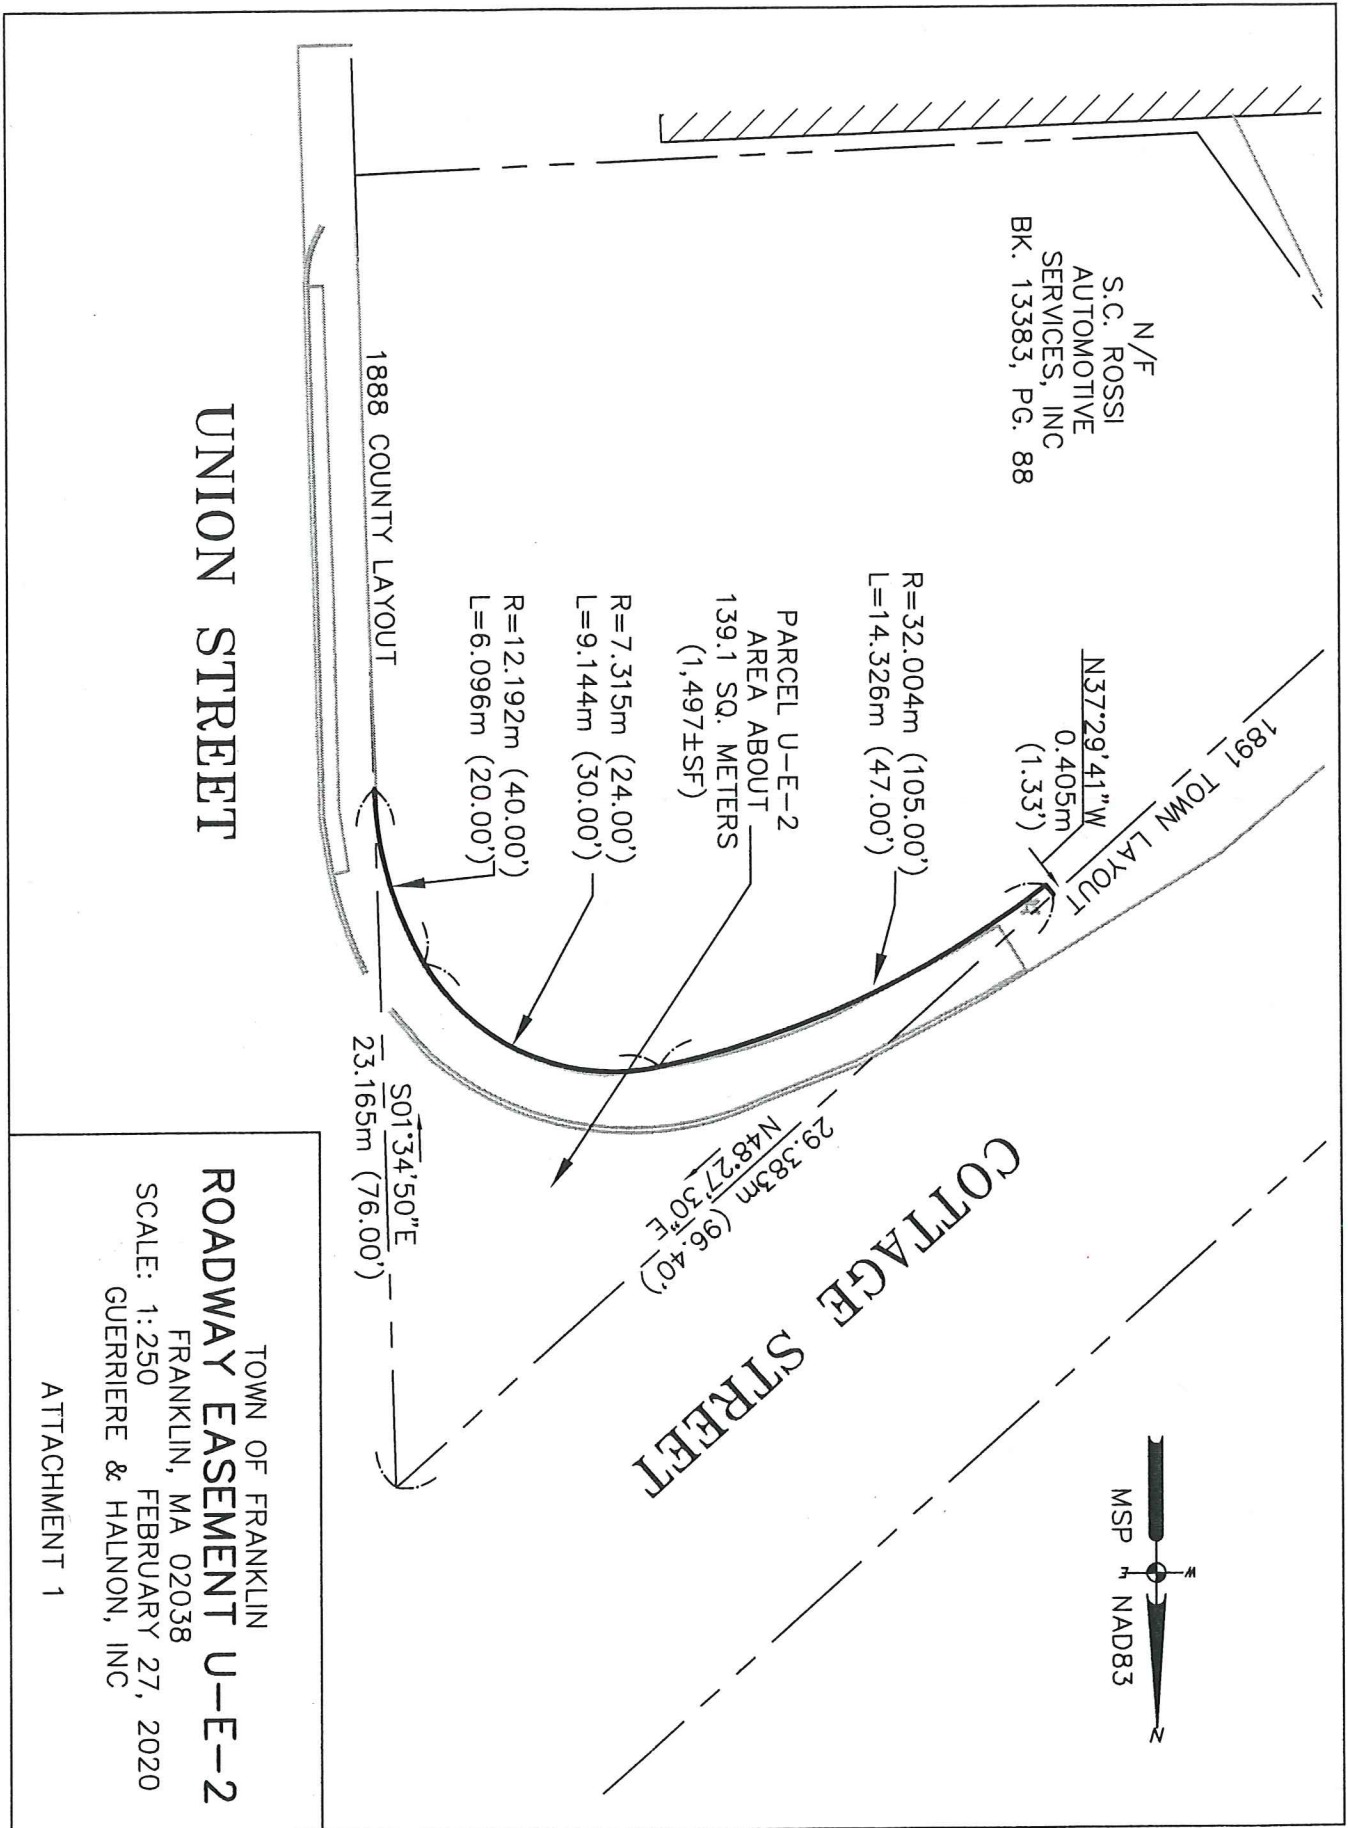 N/F
S.C. ROSSI
AUTOMOTIVE
SERVICES, INC
BK. 13383, PG. 88
1891 TOWN LAYOUT
N37°29'41"W
0.405m
(1.33')
R=32.004m (105.00')
L=14.326m (47.00')
PARCEL U-E-2
AREA ABOUT
139.1 SQ. METERS
(1,497±SF)
R=7.315m (24.00')
L=9.144m (30.00')
R=12.192m (40.00')
L=6.096m (20.00')
1888 COUNTY LAYOUT
UNION STREET
COTTAGE STREET
29.383m (96.40')
N48°27'30"E
S01°34'50"E
23.165m (76.00')
W
E
N
MSP NAD83
TOWN OF FRANKLIN
ROADWAY EASEMENT U-E-2
FRANKLIN, MA 02038
SCALE: 1:250 FEBRUARY 27, 2020
GUERRIERE & HALNON, INC
ATTACHMENT 1